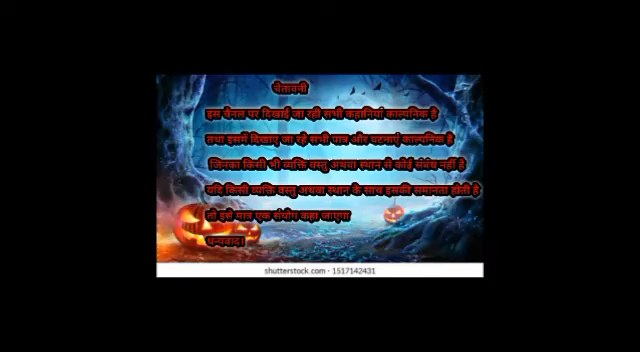 चेतावनी
इस चैनल पर दिखाई जा रही सभी कहानियां काल्पनिक है
तथा इसमें दिखाए जा रहे सभी पात्र और घटनाएं काल्पनिक है
जिनका किसी भी व्यक्ति वस्तु अथवा स्थान से कोई संबंध नहीं है
यदि किसी व्यक्ति वस्तु अथवा स्थान के साथ इसकी समानता होती है
तो इसे मात्र एक संयोग कहा जाएगा
धन्यवाद।
shutterstock.com · 1517142431